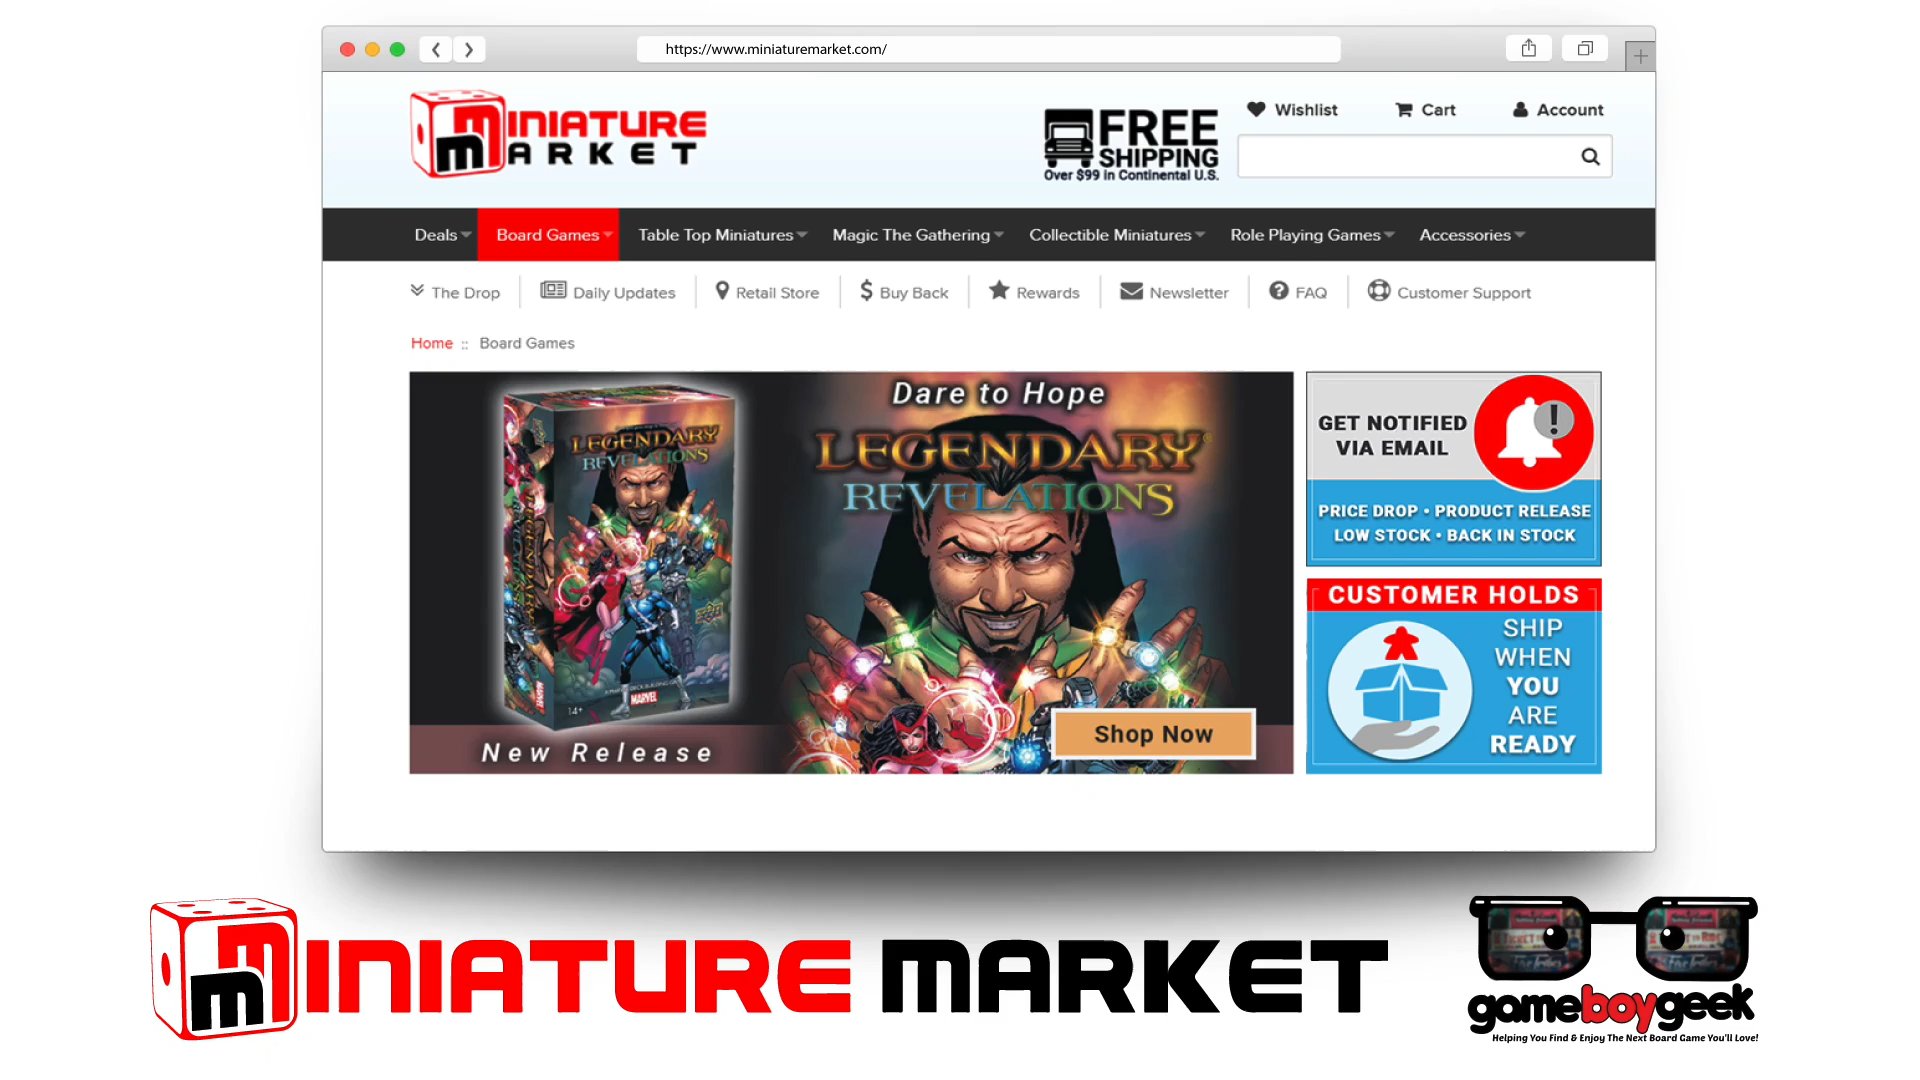 https://www.miniaturemarket.com/
MINIATURE
MARKET
FREE
SHIPPING
Over $99 in Continental U.S.
Wishlist Cart Account
Deals Board Games Table Top Miniatures Magic The Gathering Collectible Miniatures Role Playing Games Accessories
The Drop Daily Updates Retail Store $ Buy Back Rewards Newsletter ? FAQ Customer Support
Home :: Board Games
LEGENDARY
REVELATIONS
MARVEL
14+
New Release
Dare to Hope
LEGENDARY®
REVELATIONS
Shop Now
GET NOTIFIED
VIA EMAIL
!
PRICE DROP • PRODUCT RELEASE
LOW STOCK • BACK IN STOCK
CUSTOMER HOLDS
SHIP
WHEN
YOU
ARE
READY
MINIATURE MARKET
gameboygeek
Helping You Find & Enjoy The Next Board Game You'll Love!